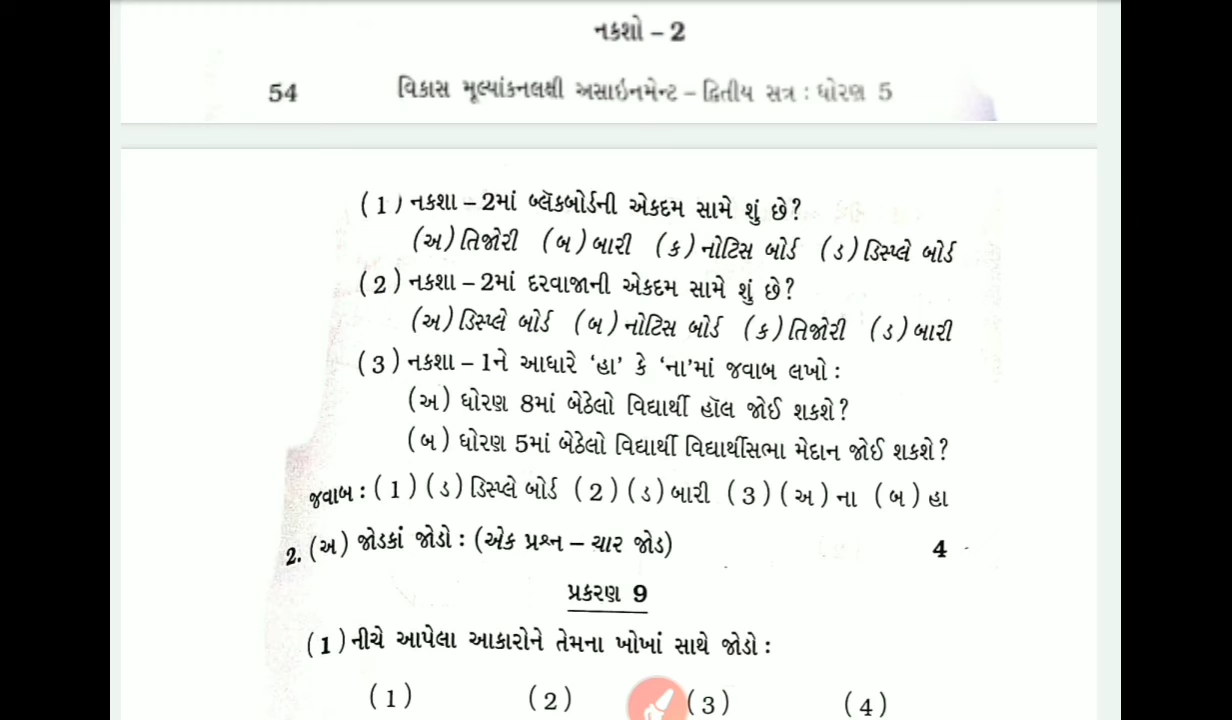 નકશો – 2
54 વિકાસ મૂલ્યાંકનલક્ષી અસાઇનમેન્ટ – દ્વિતીય સત્ર : ધોરણ 5
(1) નકશા – 2માં બ્લૅકબોર્ડની એકદમ સામે શું છે?
(અ) તિજોરી (બ) બારી (ક) નોટિસ બોર્ડ (ડ) ડિસ્પ્લે બોર્ડ
(2) નકશા – 2માં દરવાજાની એકદમ સામે શું છે?
(અ) ડિસ્પ્લે બોર્ડ (બ) નોટિસ બોર્ડ (ક) તિજોરી (ડ) બારી
(3) નકશા – 1ને આધારે ‘હા’ કે ‘ના’માં જવાબ લખો :
(અ) ધોરણ 8માં બેઠેલો વિદ્યાર્થી હૉલ જોઈ શકશે?
(બ) ધોરણ 5માં બેઠેલો વિદ્યાર્થી વિદ્યાર્થીસભા મેદાન જોઈ શકશે?
જવાબ : (1) (ડ) ડિસ્પ્લે બોર્ડ (2) (ડ) બારી (3) (અ) ના (બ) હા
2. (અ) જોડકાં જોડો : (એક પ્રશ્ન – ચાર જોડ) 4
પ્રકરણ 9
(1) નીચે આપેલા આકારોને તેમના ખોખાં સાથે જોડો :
(1) (2) (3) (4)